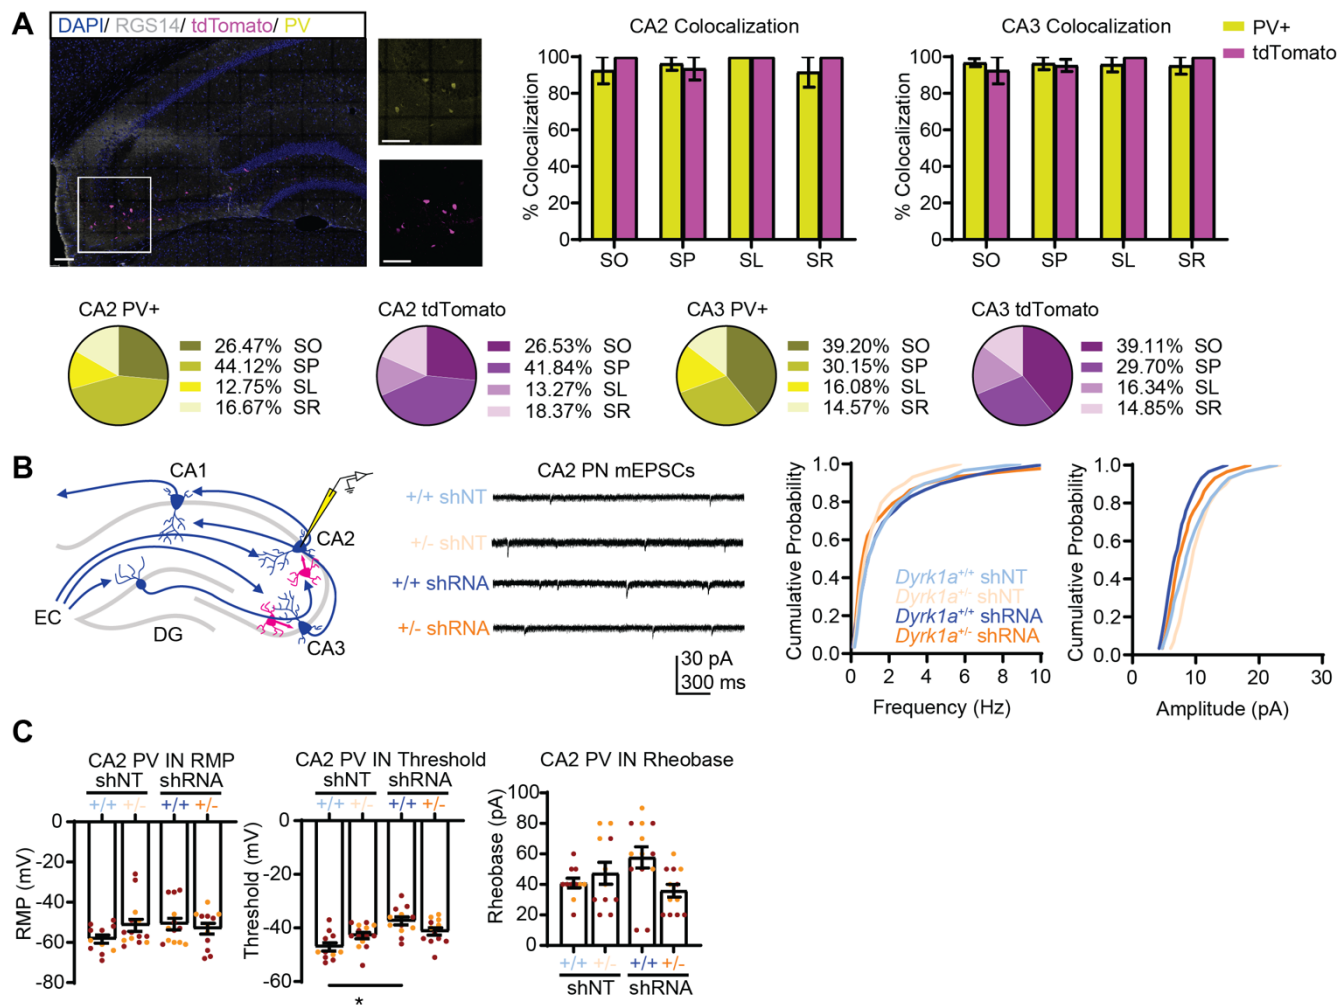 A
DAPI/ RGS14/ tdTomato/ PV
CA2 Colocalization
% Colocalization
100
80
60
40
20
0
SO SP SL SR
CA3 Colocalization
% Colocalization
100
80
60
40
20
0
SO SP SL SR
PV+
tdTomato
CA2 PV+
26.47% SO
44.12% SP
12.75% SL
16.67% SR
CA2 tdTomato
26.53% SO
41.84% SP
13.27% SL
18.37% SR
CA3 PV+
39.20% SO
30.15% SP
16.08% SL
14.57% SR
CA3 tdTomato
39.11% SO
29.70% SP
16.34% SL
14.85% SR
B
CA1
CA2
EC
DG
CA3
CA2 PN mEPSCs
+/+ shNT
+/- shNT
+/+ shRNA
+/- shRNA
30 pA
300 ms
Cumulative Probability
1.0
0.8
0.6
0.4
0.2
0.0
Dyrk1a+/+ shNT
Dyrk1a+/- shNT
Dyrk1a+/+ shRNA
Dyrk1a+/- shRNA
0 2 4 6 8 10
Frequency (Hz)
Cumulative Probability
1.0
0.8
0.6
0.4
0.2
0.0
0 10 20 30
Amplitude (pA)
C
CA2 PV IN RMP
shNT shRNA
+/+ +/- +/+ +/-
RMP (mV)
0
-20
-40
-60
-80
CA2 PV IN Threshold
shNT shRNA
+/+ +/- +/+ +/-
Threshold (mV)
0
-20
-40
-60
*
CA2 PV IN Rheobase
Rheobase (pA)
100
80
60
40
20
0
+/+ +/- +/+ +/-
shNT shRNA